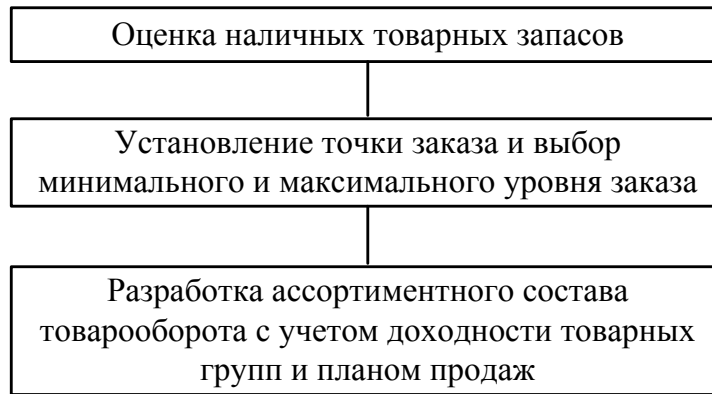 Оценка наличных товарных запасов
Установление точки заказа и выбор
минимального и максимального уровня заказа
Разработка ассортиментного состава
товарооборота с учетом доходности товарных
групп и планом продаж